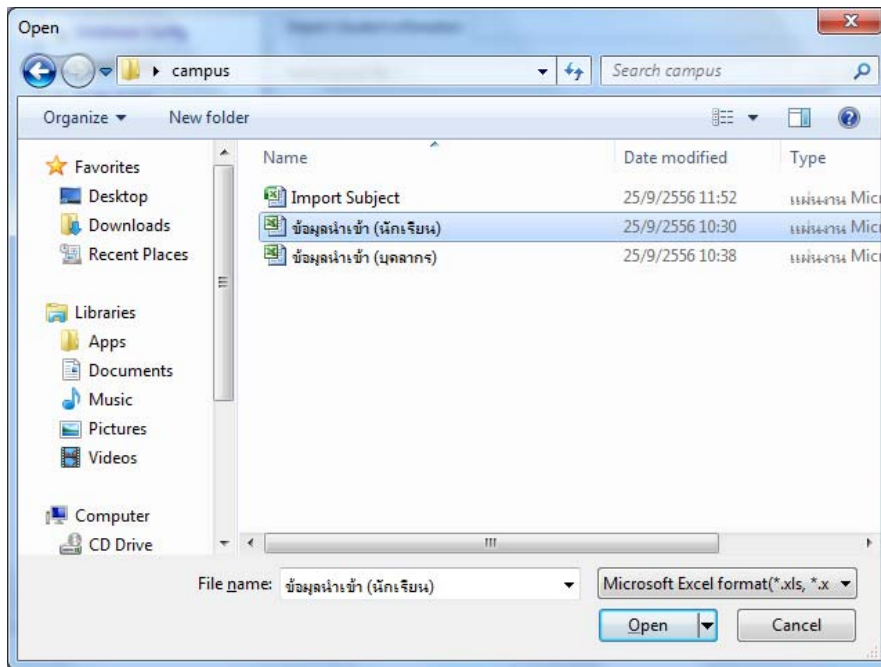 Open
campus
Search campus
Organize
New folder
Name
Date modified
Type
Favorites
Desktop
Downloads
Recent Places
Libraries
Apps
Documents
Music
Pictures
Videos
Computer
CD Drive
Import Subject 25/9/2556 11:52 แผ่นงาน Micr
ข้อมูลนำเข้า (นักเรียน) 25/9/2556 10:30 แผ่นงาน Micr
ข้อมูลนำเข้า (บุคลากร) 25/9/2556 10:38 แผ่นงาน Micr
File name: ข้อมูลนำเข้า (นักเรียน)
Microsoft Excel format(*.xls, *.x
Open
Cancel